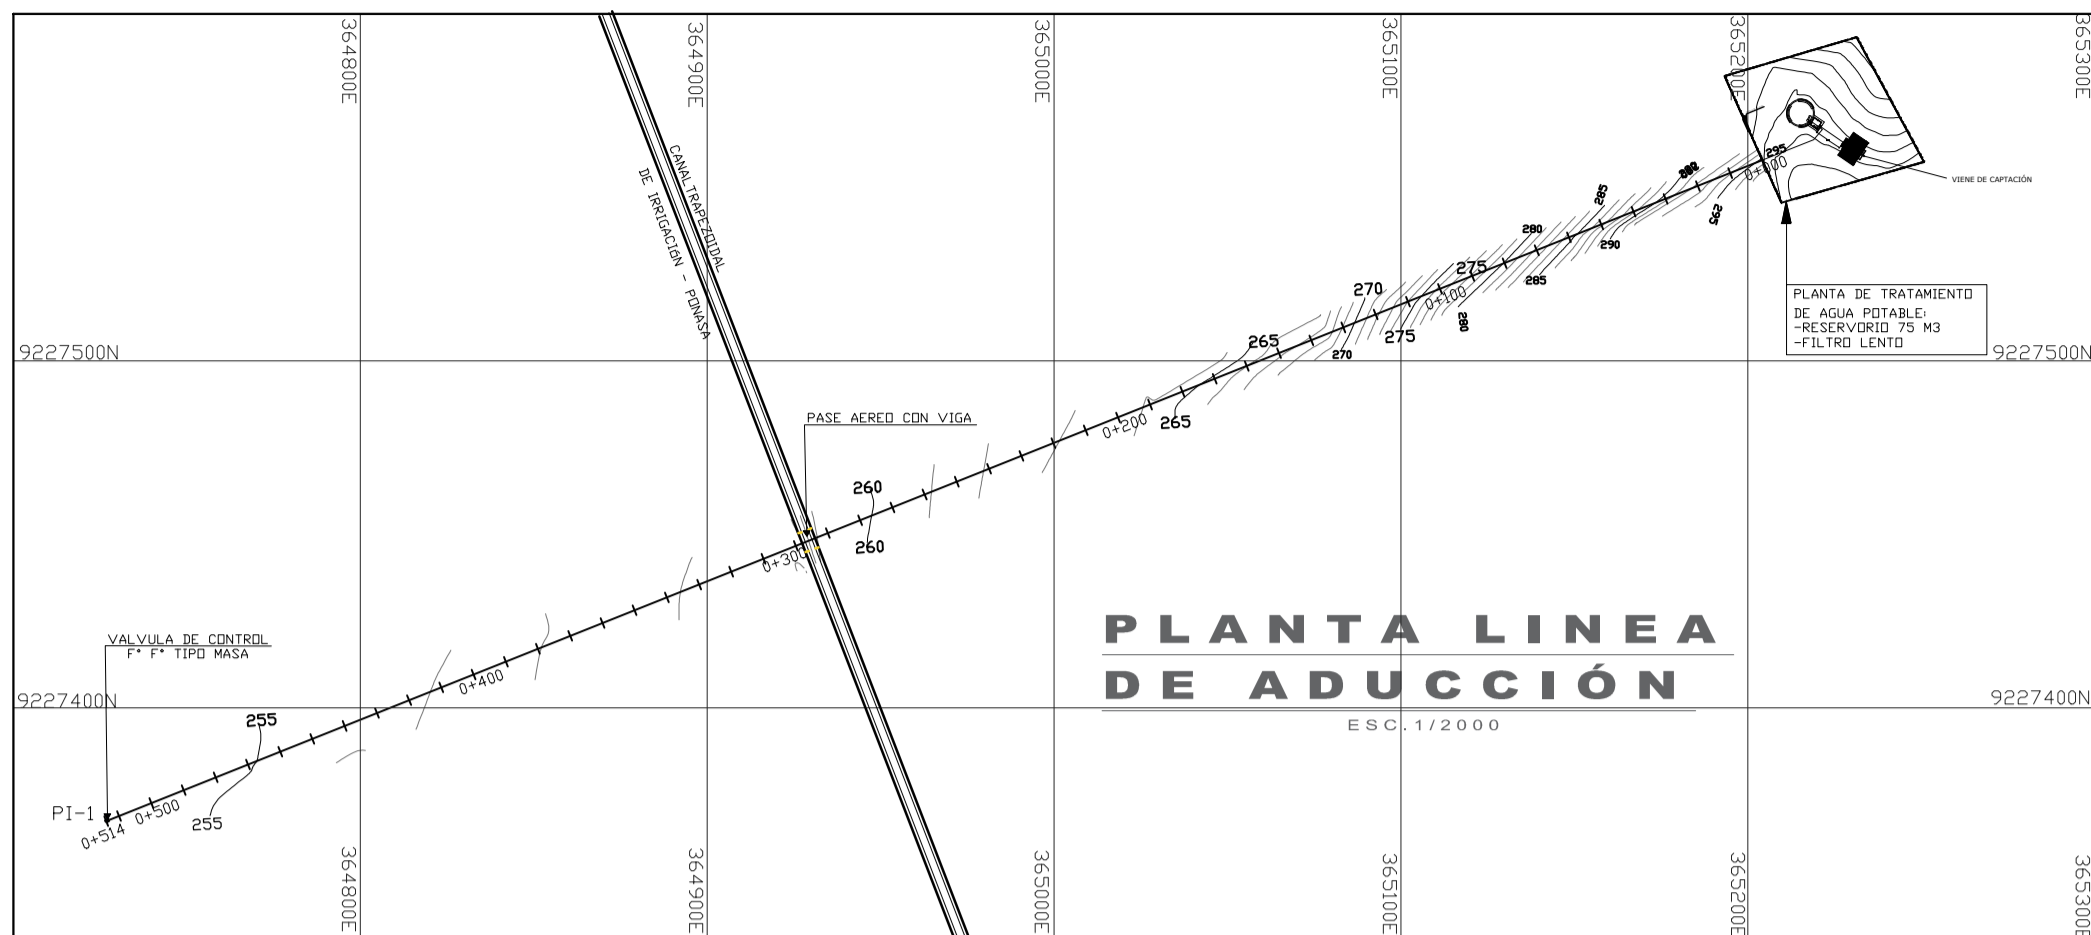 364800E
364900E
365000E
365100E
365200E
365300E
CANAL TRAPEZOIDAL
DE IRRIGACIóN - PONASA
295
0+000
VIENE DE CAPTACIÓN
285
295
290
280
285
275
270
0+100
280
275
270
265
PLANTA DE TRATAMIENTO
DE AGUA POTABLE:
-RESERVORIO 75 M3
-FILTRO LENTO
9227500N
9227500N
0+200
265
PASE AEREO CON VIGA
260
260
0+300
PLANTA LINEA
DE ADUCCIÓN
ESC.1/2000
VALVULA DE CONTROL
F° F° TIPO MASA
0+400
9227400N
9227400N
255
PI-1
0+500
0+514
255
364800E
364900E
365000E
365100E
365200E
365300E